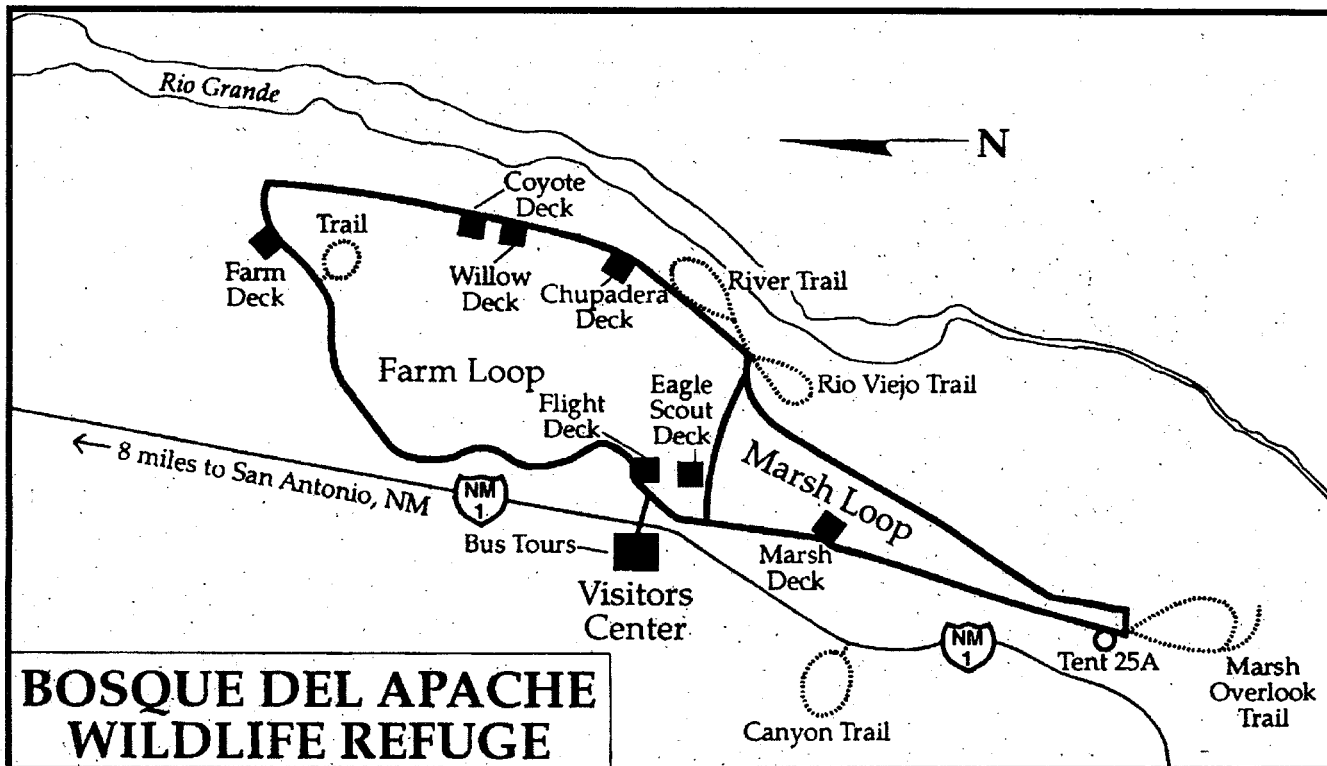 Rio Grande
N
Coyote
Deck
Trail
Farm
Deck
Willow
Deck
Chupadera
Deck
River Trail
Rio Viejo Trail
Farm Loop
Flight
Deck
Eagle
Scout
Deck
Marsh Loop
← 8 miles to San Antonio, NM
NM
1
Bus Tours
Visitors
Center
Marsh
Deck
NM
1
Tent 25A
Marsh
Overlook
Trail
Canyon Trail
BOSQUE DEL APACHE
WILDLIFE REFUGE